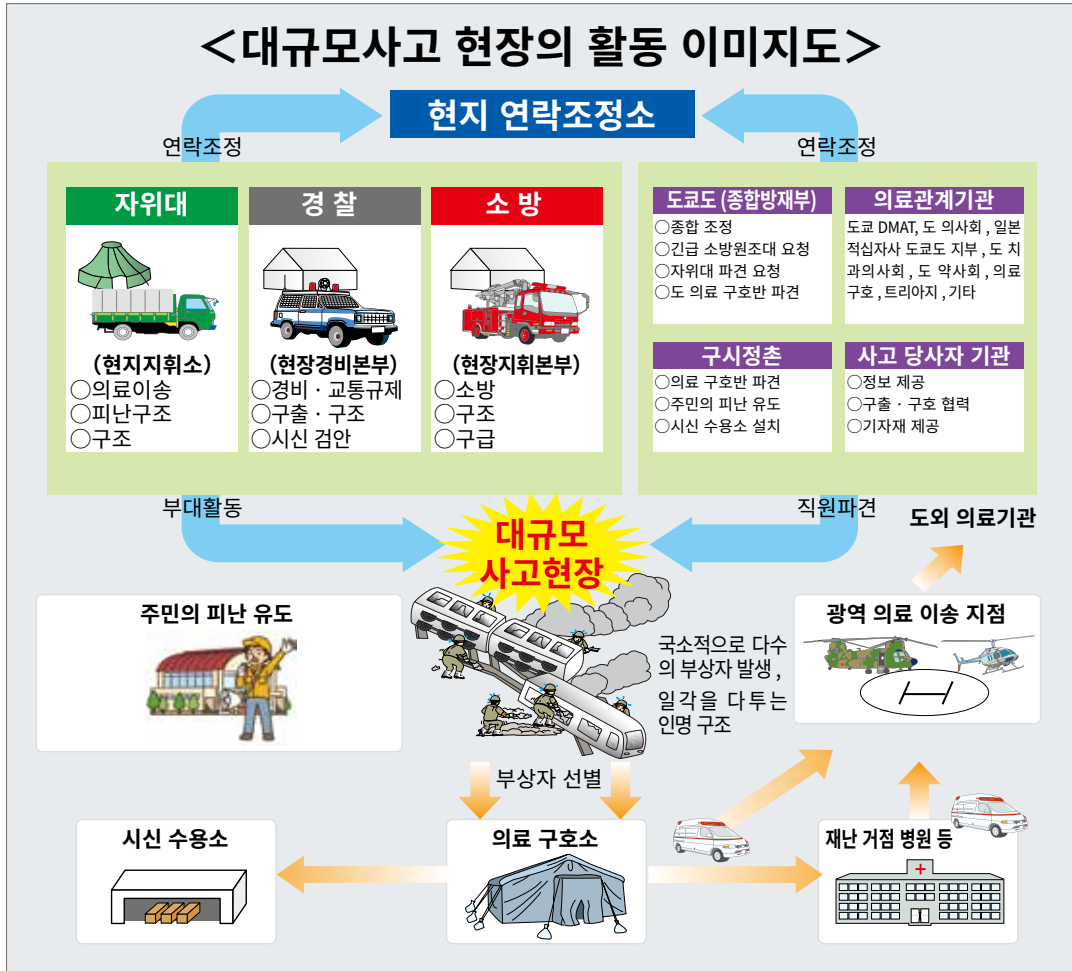 <대규모사고 현장의 활동 이미지도>
현지 연락조정소
연락조정
연락조정
자위대
(현지지휘소)
○의료이송
○피난구조
○구조
경 찰
(현장경비본부)
○경비 · 교통규제
○구출 · 구조
○시신 검안
소 방
(현장지휘본부)
○소방
○구조
○구급
도쿄도 (종합방재부)
○종합 조정
○긴급 소방원조대 요청
○자위대 파견 요청
○도 의료 구호반 파견
의료관계기관
도쿄 DMAT, 도 의사회 , 일본
적십자사 도쿄도 지부 , 도 치
과의사회 , 도 약사회 , 의료
구호 , 트리아지 , 기타
구시정촌
○의료 구호반 파견
○주민의 피난 유도
○시신 수용소 설치
사고 당사자 기관
○정보 제공
○구출 · 구호 협력
○기자재 제공
부대활동
직원파견
대규모
사고현장
도외 의료기관
주민의 피난 유도
국소적으로 다수
의 부상자 발생 ,
일각을 다투는
인명 구조
광역 의료 이송 지점
H
부상자 선별
시신 수용소
의료 구호소
재난 거점 병원 등